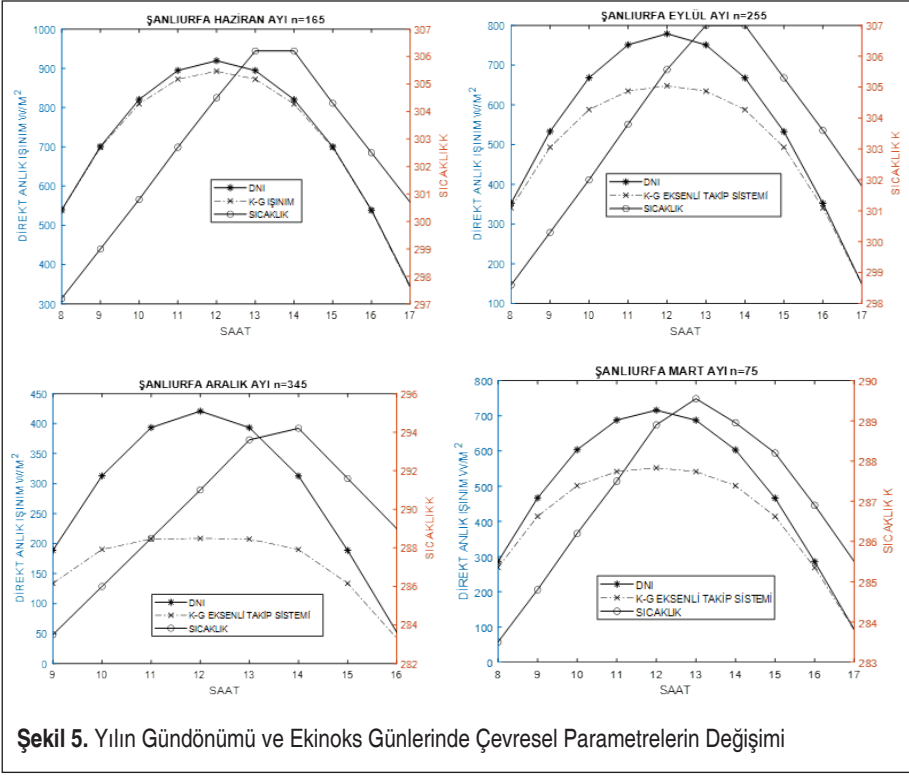 ŞANLIURFA HAZİRAN AYI n=165
DİREKT ANLIK IŞINIM W/M²
1000
900
800
700
600
500
400
300
DNI
K-G IŞINIM
SICAKLIK
307
306
305
304
303
302
301
300
299
298
297
SICAKLIK K
8 9 10 11 12 13 14 15 16 17
SAAT
ŞANLIURFA EYLÜL AYI n=255
DİREKT ANLIK IŞINIM W/M²
800
700
600
500
400
300
200
100
DNI
K-G EKSENLİ TAKİP SİSTEMİ
SICAKLIK
307
306
305
304
303
302
301
300
299
298
SICAKLIK K
8 9 10 11 12 13 14 15 16 17
SAAT
ŞANLIURFA ARALIK AYI n=345
DİREKT ANLIK IŞINIM W/M²
450
400
350
300
250
200
150
100
50
0
DNI
K-G EKSENLİ TAKİP SİSTEMİ
SICAKLIK
296
294
292
290
288
286
284
282
SICAKLIK K
9 10 11 12 13 14 15 16
SAAT
ŞANLIURFA MART AYI n=75
DİREKT ANLIK IŞINIM W/M²
800
700
600
500
400
300
200
100
0
DNI
K-G EKSENLİ TAKİP SİSTEMİ
SICAKLIK
290
289
288
287
286
285
284
283
SICAKLIK K
8 9 10 11 12 13 14 15 16 17
SAAT
Şekil 5. Yılın Gündönümü ve Ekinoks Günlerinde Çevresel Parametrelerin Değişimi